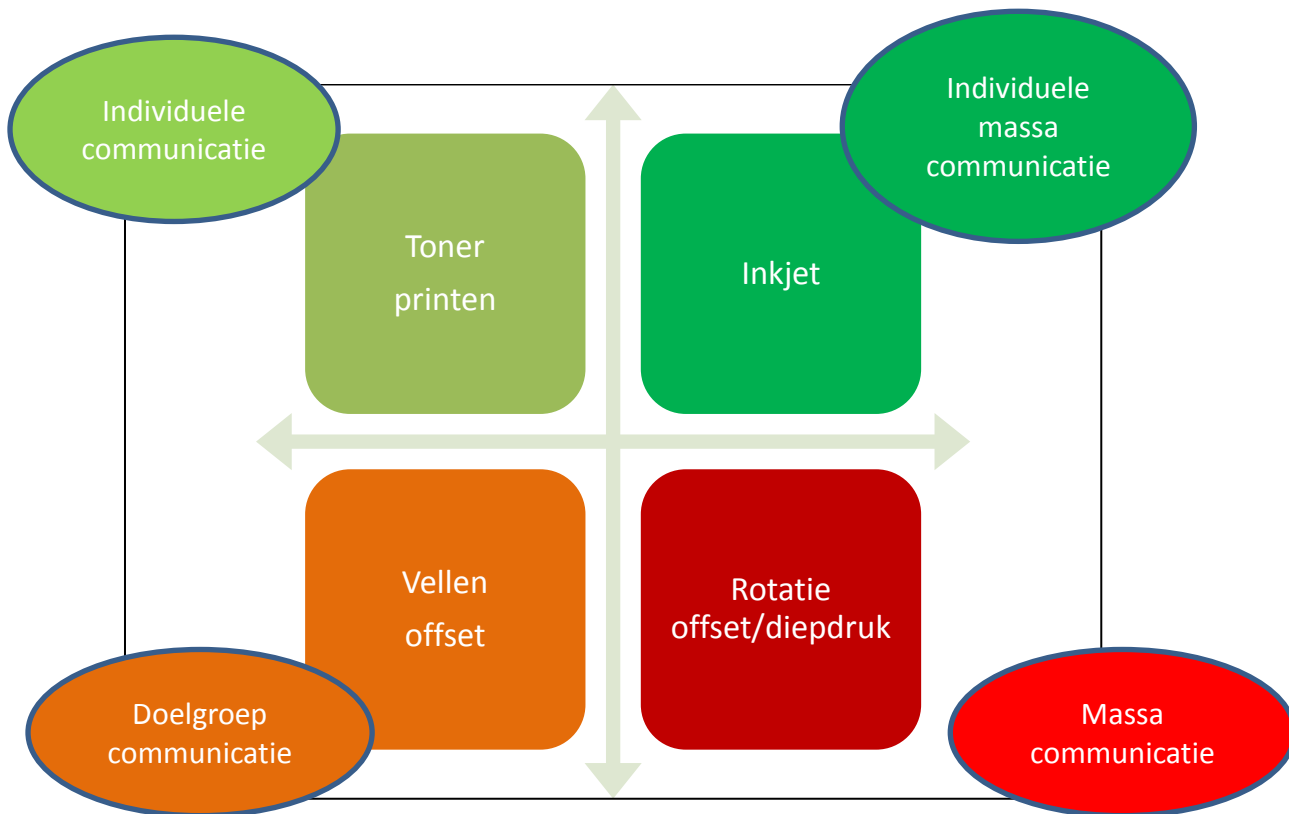 Individuele
communicatie
Individuele
massa
communicatie
Toner
printen
Inkjet
Vellen
offset
Rotatie
offset/diepdruk
Doelgroep
communicatie
Massa
communicatie